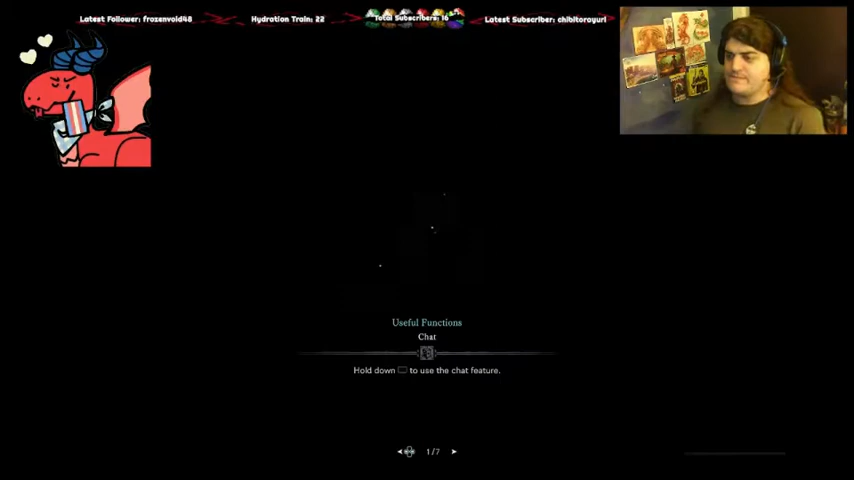 Latest Follower: frozenvoid48
Hydration Train: 22
Total Subscribers: 16
Latest Subscriber: chibitorayuri
Useful Functions
Chat
Hold down to use the chat feature.
1/7